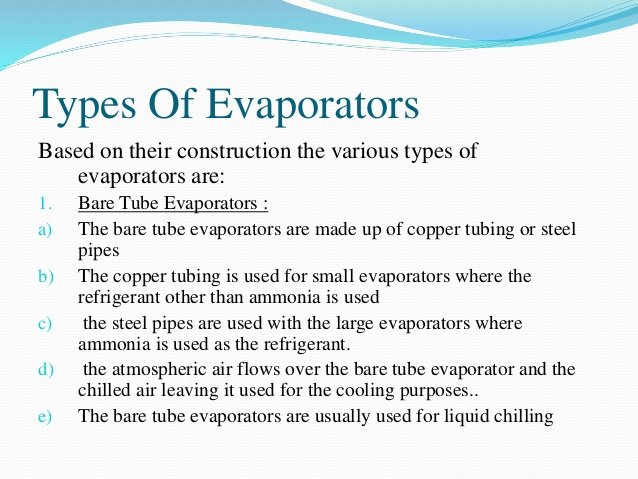 Types Of Evaporators
Based on their construction the various types of
evaporators are:
1. Bare Tube Evaporators :
a) The bare tube evaporators are made up of copper tubing or steel
pipes
b) The copper tubing is used for small evaporators where the
refrigerant other than ammonia is used
c) the steel pipes are used with the large evaporators where
ammonia is used as the refrigerant.
d) the atmospheric air flows over the bare tube evaporator and the
chilled air leaving it used for the cooling purposes..
e) The bare tube evaporators are usually used for liquid chilling